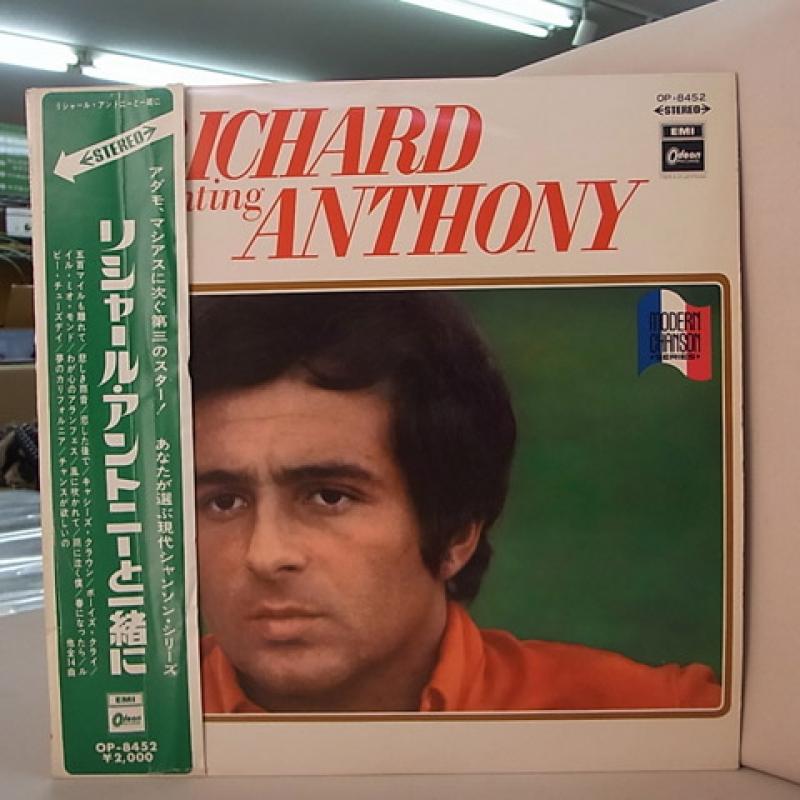 リシャール・アントニーと一緒に
STEREO
アダモ、マシアスに次ぐ第三のスター! あなたが選ぶ現代シャンソン・シリーズ
リシャール・アントニーと一緒に
五百マイルも離れて/悲しき雨音/恋した後で/キャシーズ・クラウン/ボーイズ・クライ/
イル・ミオ・モンド/わが心のアランフェス/風に吹かれて/雨に泣く僕/春になったら/ル
ビー・チューズデイ/夢のカリフォルニア/チャンスが欲しいの 他全14曲
EMI
Odeon
OP-8452
¥2,000
RICHARD
nting
ANTHONY
OP-8452
STEREO
EMI
Odeon
MODERN
CHANSON
SERIES